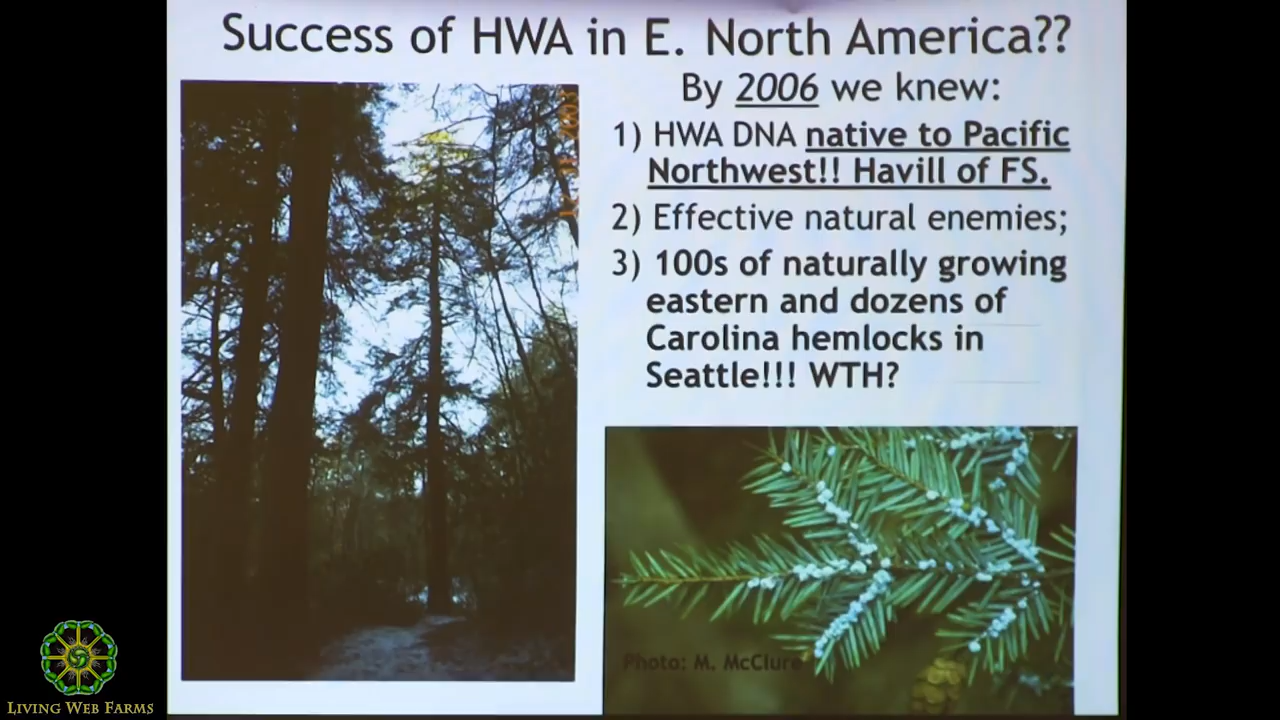 Success of HWA in E. North America??
By 2006 we knew:
1) HWA DNA native to Pacific
Northwest!! Havill of FS.
2) Effective natural enemies;
3) 100s of naturally growing
eastern and dozens of
Carolina hemlocks in
Seattle!!! WTH?
Photo: M. McClure
LIVING WEB FARMS